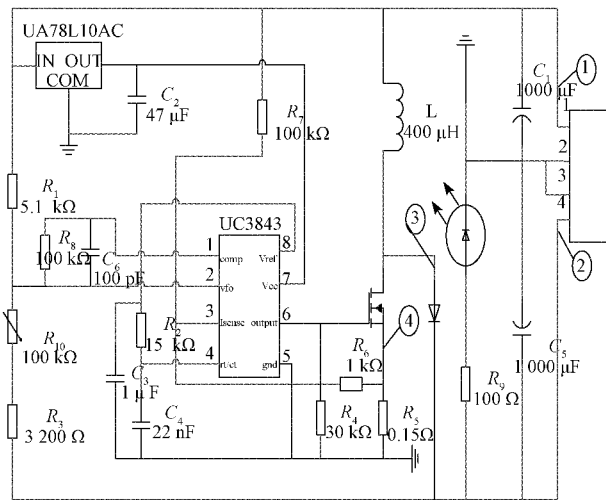 UA78L10AC
IN OUT
COM
C2
47 μF
R7
100 kΩ
L
400 μH
C1
1000 μF
①
1
2
3
4
②
③
④
R1
5.1 kΩ
R8
100 kΩ
C6
100 pF
UC3843
1
2
3
4
8
7
6
5
comp
vfb
Isense
rt/ct
Vref
Vcc
output
gnd
R10
100 kΩ
R2
15 kΩ
C3
1 μF
C4
22 nF
R3
3 200 Ω
R6
1 kΩ
R4
30 kΩ
R5
0.15Ω
R9
100 Ω
C5
1 000 μF